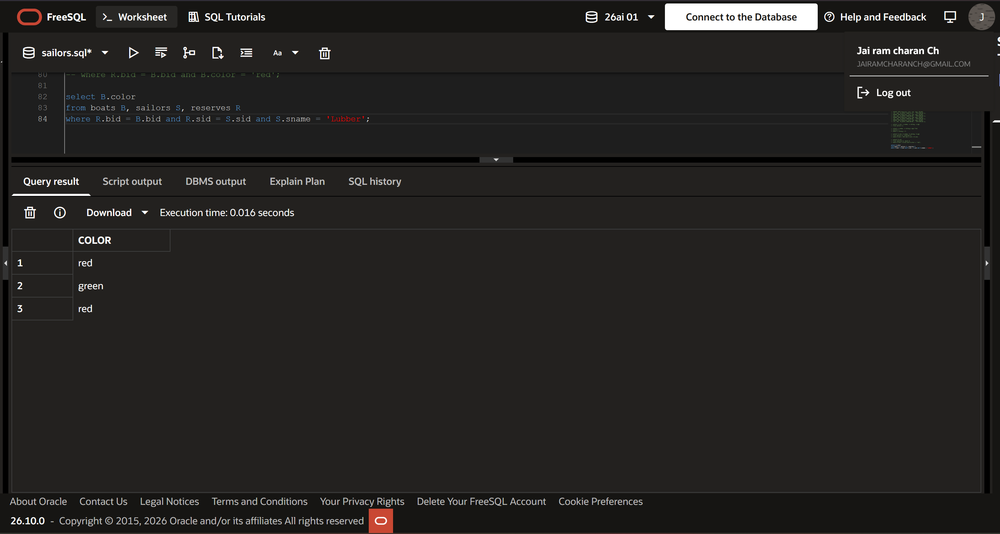 FreeSQL
Worksheet
SQL Tutorials
26ai 01
Connect to the Database
Help and Feedback
J
sailors.sql*
Aa
Jai ram charan Ch
JAIRAMCHARANCH@GMAIL.COM
Log out
80 -- where R.bid = B.bid and B.color = 'red';
81
82 select B.color
83 from boats B, sailors S, reserves R
84 where R.bid = B.bid and R.sid = S.sid and S.sname = 'Lubber';
Query result
Script output
DBMS output
Explain Plan
SQL history
Download
Execution time: 0.016 seconds
COLOR
1 red
2 green
3 red
About Oracle
Contact Us
Legal Notices
Terms and Conditions
Your Privacy Rights
Delete Your FreeSQL Account
Cookie Preferences
26.10.0 - Copyright © 2015, 2026 Oracle and/or its affiliates All rights reserved